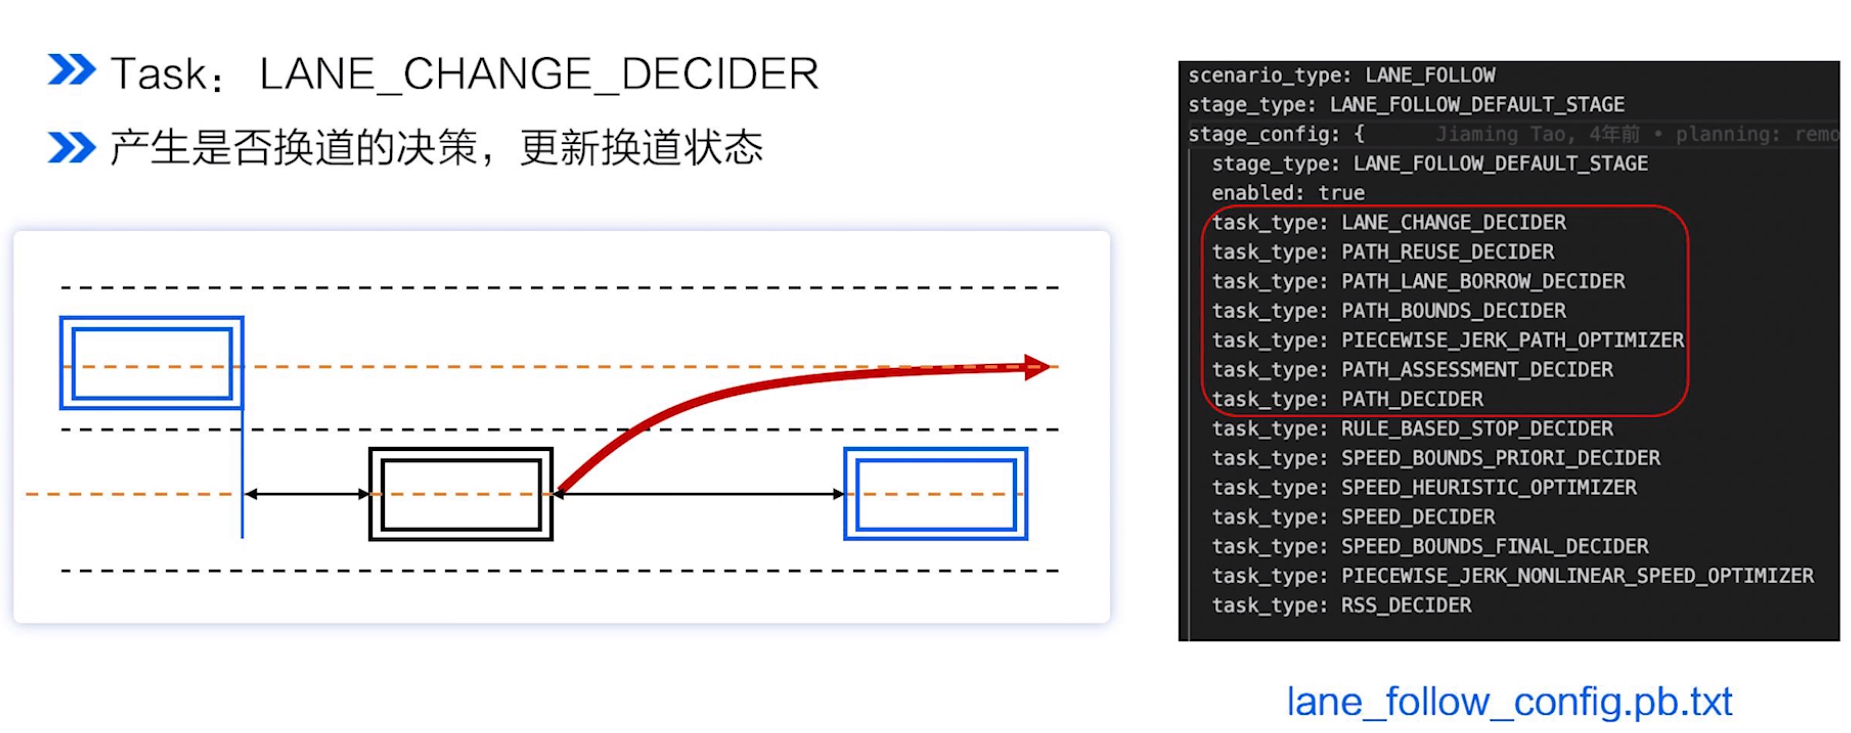 Task： LANE_CHANGE_DECIDER
产生是否换道的决策，更新换道状态
scenario_type: LANE_FOLLOW
stage_type: LANE_FOLLOW_DEFAULT_STAGE
stage_config: { Jiaming Tao, 4年前 • planning: remo
stage_type: LANE_FOLLOW_DEFAULT_STAGE
enabled: true
task_type: LANE_CHANGE_DECIDER
task_type: PATH_REUSE_DECIDER
task_type: PATH_LANE_BORROW_DECIDER
task_type: PATH_BOUNDS_DECIDER
task_type: PIECEWISE_JERK_PATH_OPTIMIZER
task_type: PATH_ASSESSMENT_DECIDER
task_type: PATH_DECIDER
task_type: RULE_BASED_STOP_DECIDER
task_type: SPEED_BOUNDS_PRIORI_DECIDER
task_type: SPEED_HEURISTIC_OPTIMIZER
task_type: SPEED_DECIDER
task_type: SPEED_BOUNDS_FINAL_DECIDER
task_type: PIECEWISE_JERK_NONLINEAR_SPEED_OPTIMIZER
task_type: RSS_DECIDER
lane_follow_config.pb.txt